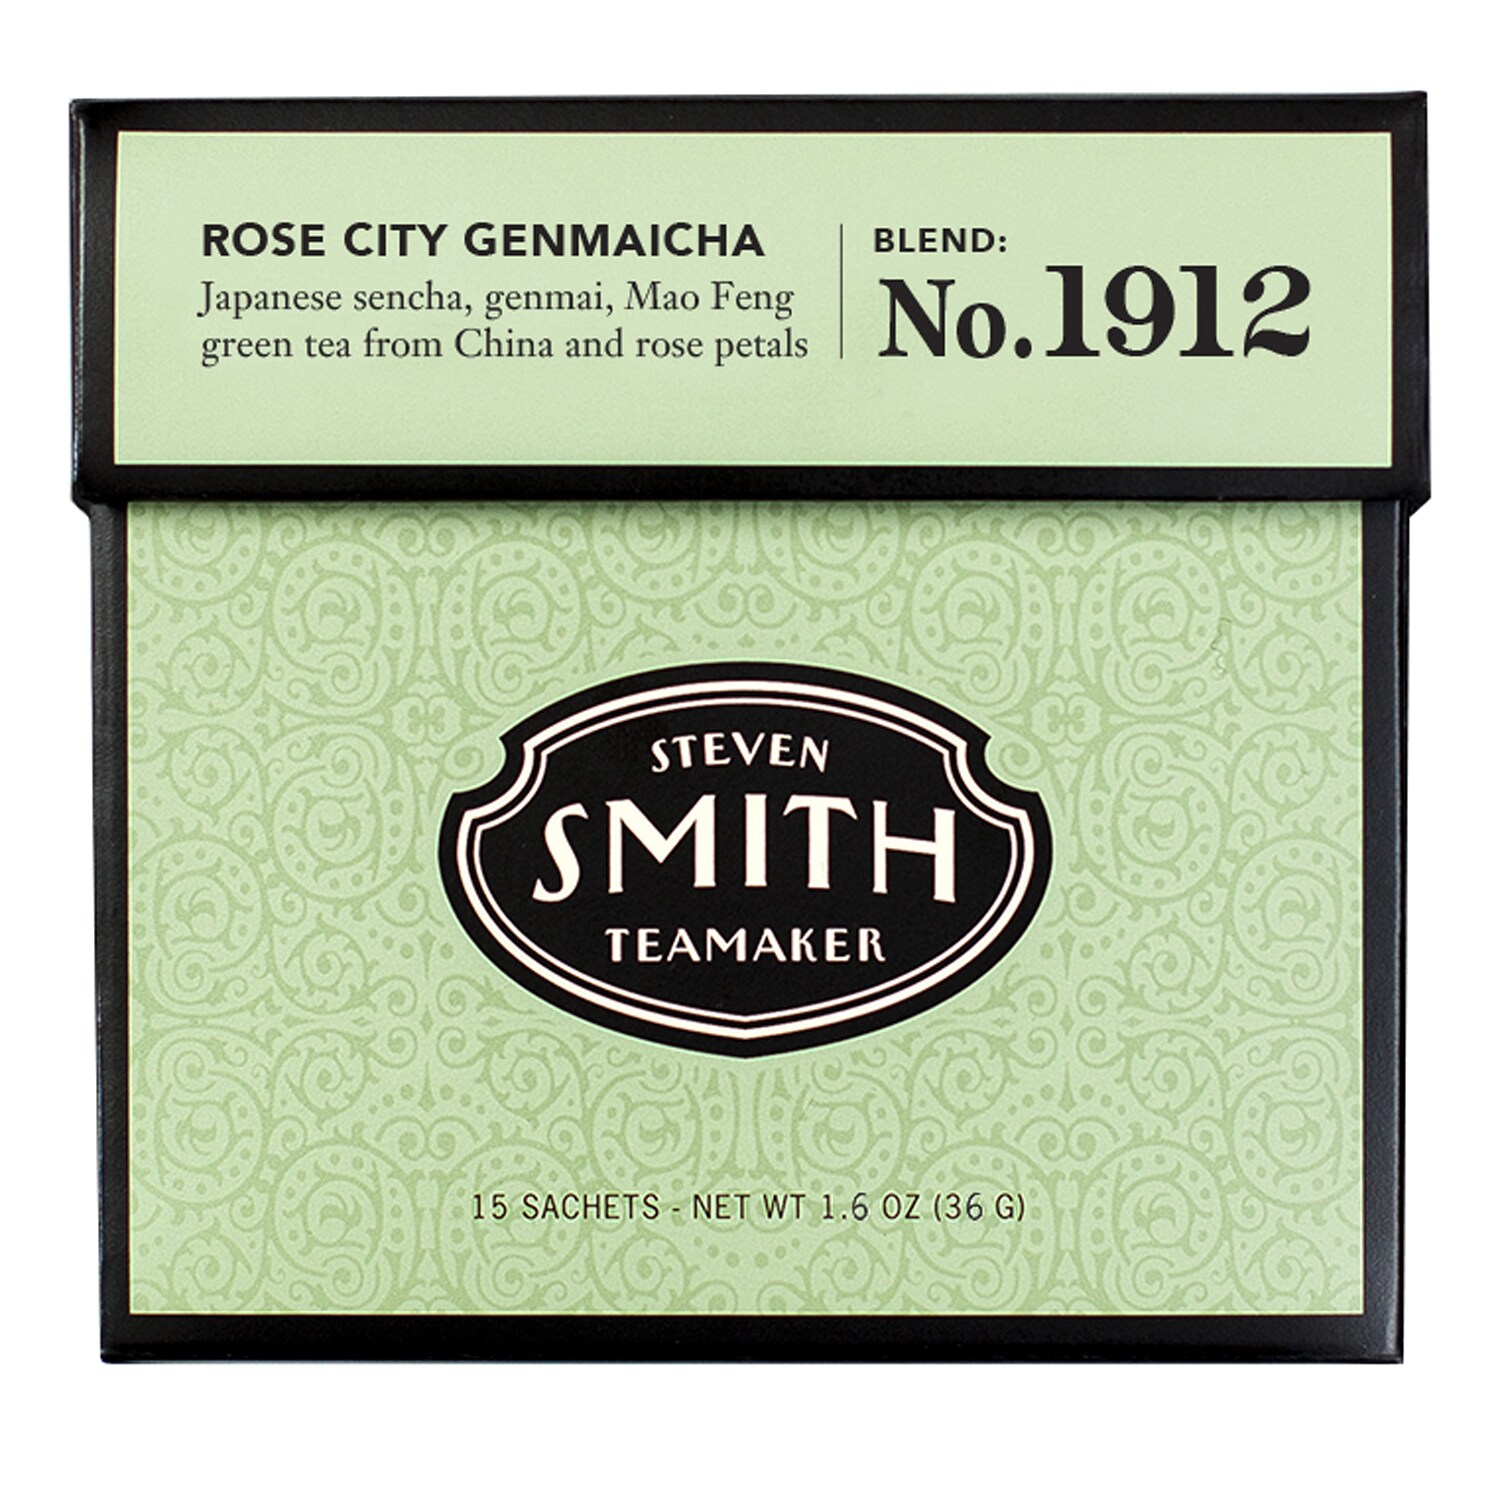 ROSE CITY GENMAICHA
Japanese sencha, genmai, Mao Feng
green tea from China and rose petals
BLEND:
No.1912
STEVEN
SMITH
TEAMAKER
15 SACHETS - NET WT 1.6 OZ (36 G)